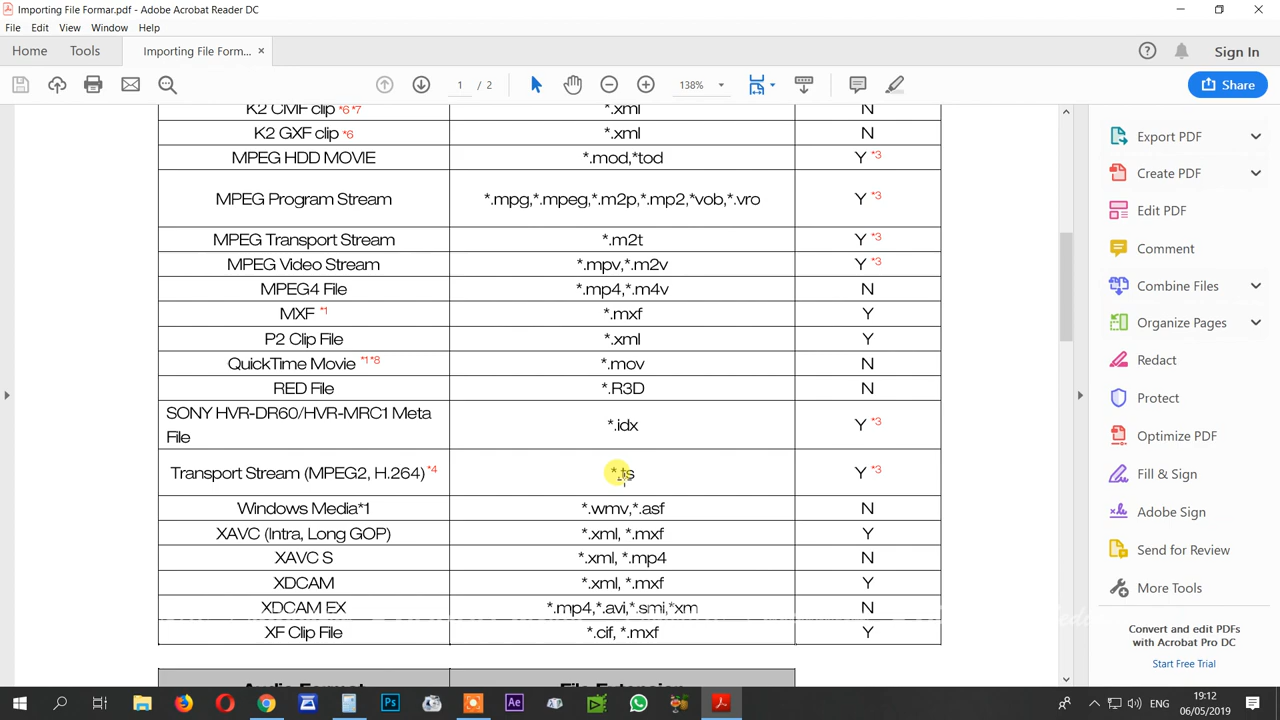 Importing File Formar.pdf - Adobe Acrobat Reader DC
File Edit View Window Help
Home Tools Importing File Form... ×
Sign In
1 / 2
138%
Share
K2 CMF clip *6 *7 *.xml N
K2 GXF clip *6 *.xml N
MPEG HDD MOVIE *.mod,*tod Y *3
MPEG Program Stream *.mpg,*.mpeg,*.m2p,*.mp2,*vob,*.vro Y *3
MPEG Transport Stream *.m2t Y *3
MPEG Video Stream *.mpv,*.m2v Y *3
MPEG4 File *.mp4,*.m4v N
MXF *1 *.mxf Y
P2 Clip File *.xml Y
QuickTime Movie *1 *8 *.mov N
RED File *.R3D N
SONY HVR-DR60/HVR-MRC1 Meta
File *.idx Y *3
Transport Stream (MPEG2, H.264)*4 *.ts Y *3
Windows Media*1 *.wmv,*.asf N
XAVC (Intra, Long GOP) *.xml, *.mxf Y
XAVC S *.xml, *.mp4 N
XDCAM *.xml, *.mxf Y
XDCAM EX *.mp4,*.avi,*.smi,*xm N
XF Clip File *.cif, *.mxf Y
Audio Format File Extension
Export PDF
Create PDF
Edit PDF
Comment
Combine Files
Organize Pages
Redact
Protect
Optimize PDF
Fill & Sign
Adobe Sign
Send for Review
More Tools
Convert and edit PDFs
with Acrobat Pro DC
Start Free Trial
Ps Ae
ENG
19:12
06/05/2019